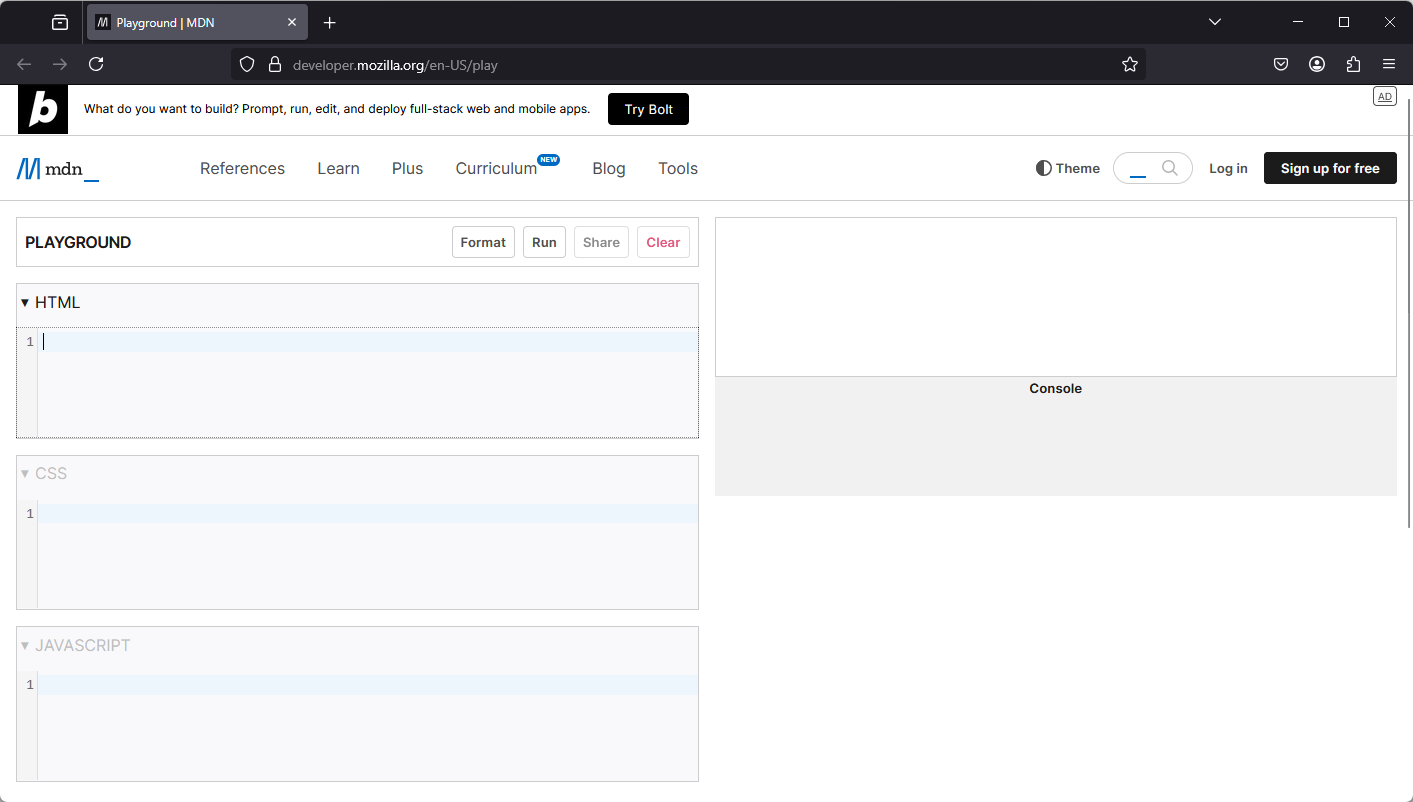 Playground | MDN
developer.mozilla.org/en-US/play
b
What do you want to build? Prompt, run, edit, and deploy full-stack web and mobile apps.
Try Bolt
AD
mdn_
References
Learn
Plus
Curriculum NEW
Blog
Tools
Theme
Log in
Sign up for free
PLAYGROUND
Format
Run
Share
Clear
HTML
1
CSS
1
JAVASCRIPT
1
Console